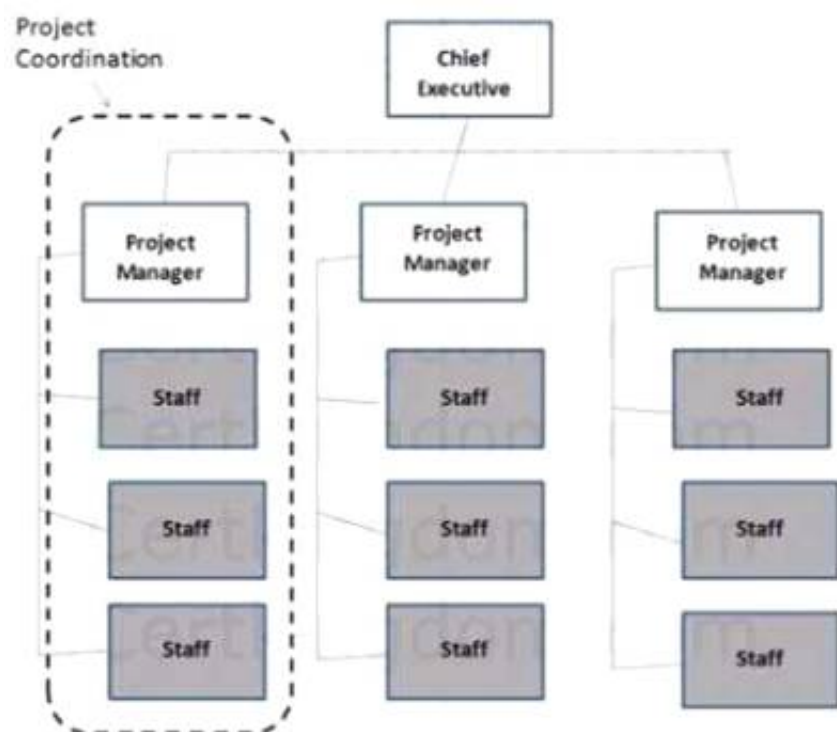 Project
Coordination
Chief
Executive
Project
Manager
Project
Manager
Project
Manager
Staff
Staff
Staff
Staff
Staff
Staff
Staff
Staff
Staff